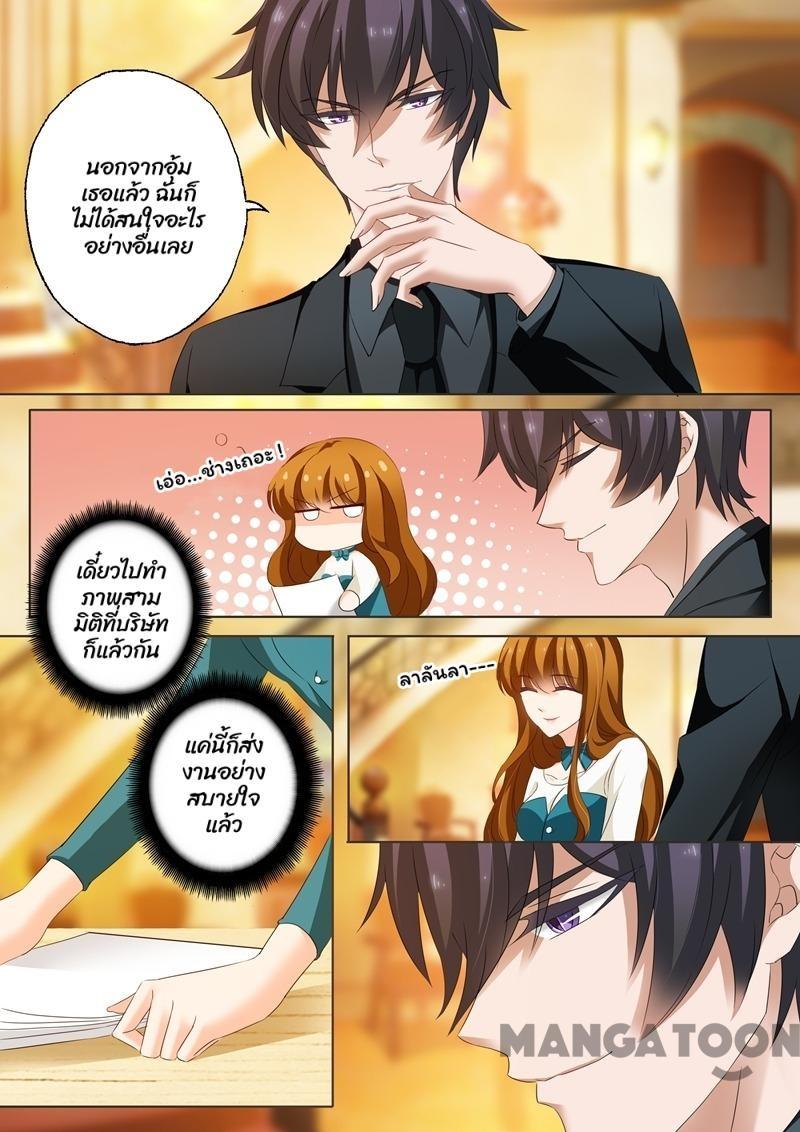 นอกจากอุ้ม
เธอแล้ว ฉันก็
ไม่ได้สนใจอะไร
อย่างอื่นเลย
เอ่อ...ช่างเถอะ!
เดี๋ยวไปทำ
ภาพสาม
มิติที่บริษัท
ก็แล้วกัน
ลาลันลา---
แค่นี้ก็ส่ง
งานอย่าง
สบายใจ
แล้ว
MANGATOON